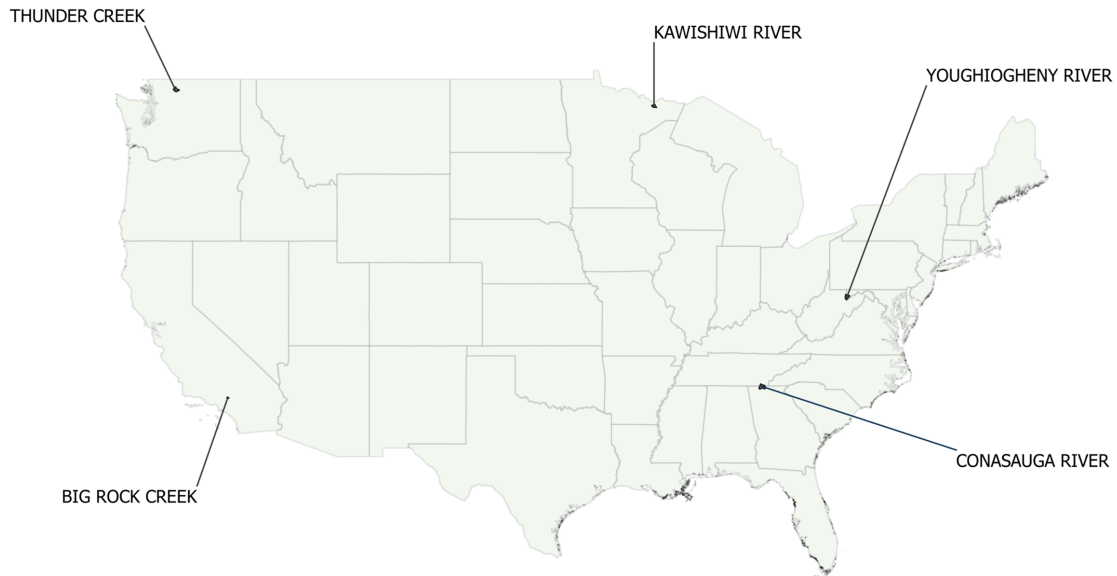 THUNDER CREEK
KAWISHIWI RIVER
YOUGHIOGHENY RIVER
CONASAUGA RIVER
BIG ROCK CREEK